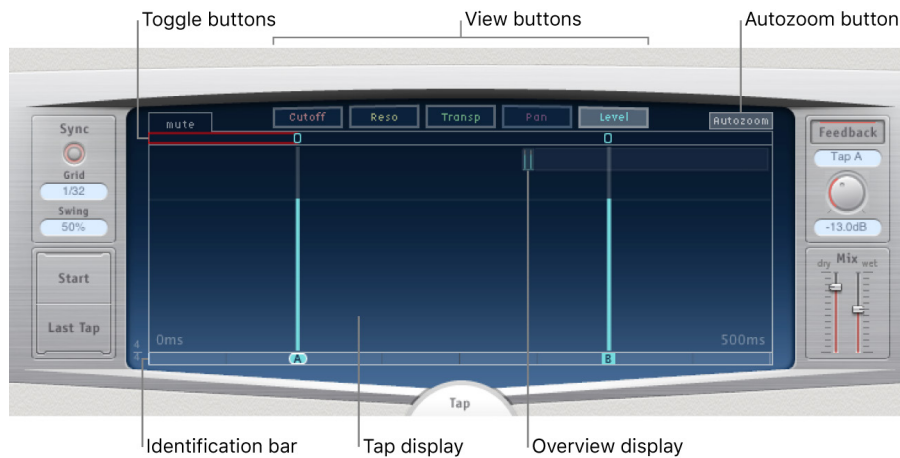 Toggle buttons
View buttons
Autozoom button
mute
Cutoff
Reso
Transp
Pan
Level
Autozoom
Sync
Grid
1/32
Swing
50%
Start
Last Tap
Feedback
Tap A
-13.0dB
dry Mix wet
0ms
500ms
4
4
A
B
Tap
Identification bar
Tap display
Overview display